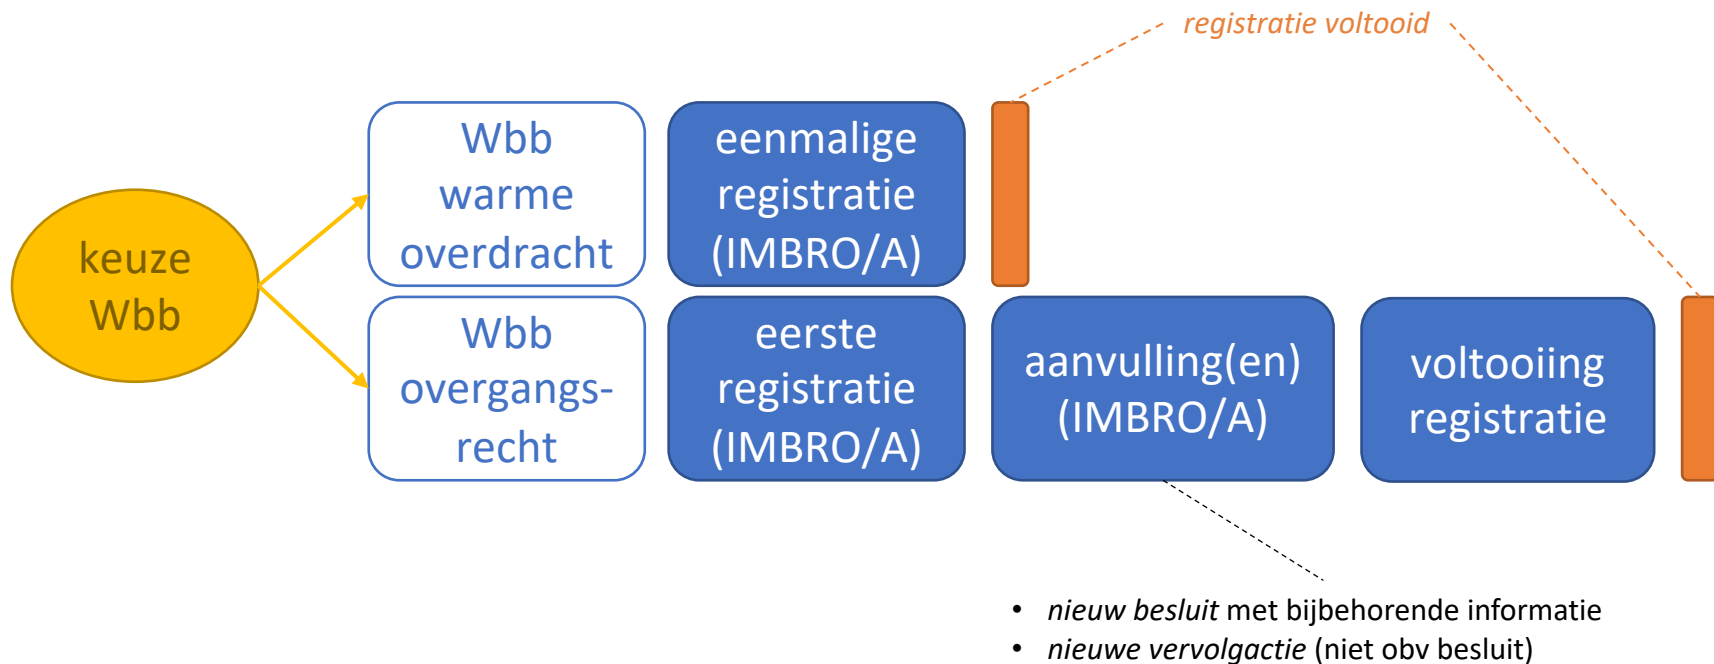 registratie voltooid
keuze
Wbb
Wbb
warme
overdracht
eenmalige
registratie
(IMBRO/A)
Wbb
overgangs-
recht
eerste
registratie
(IMBRO/A)
aanvulling(en)
(IMBRO/A)
voltooiing
registratie
• nieuw besluit met bijbehorende informatie
• nieuwe vervolgactie (niet obv besluit)